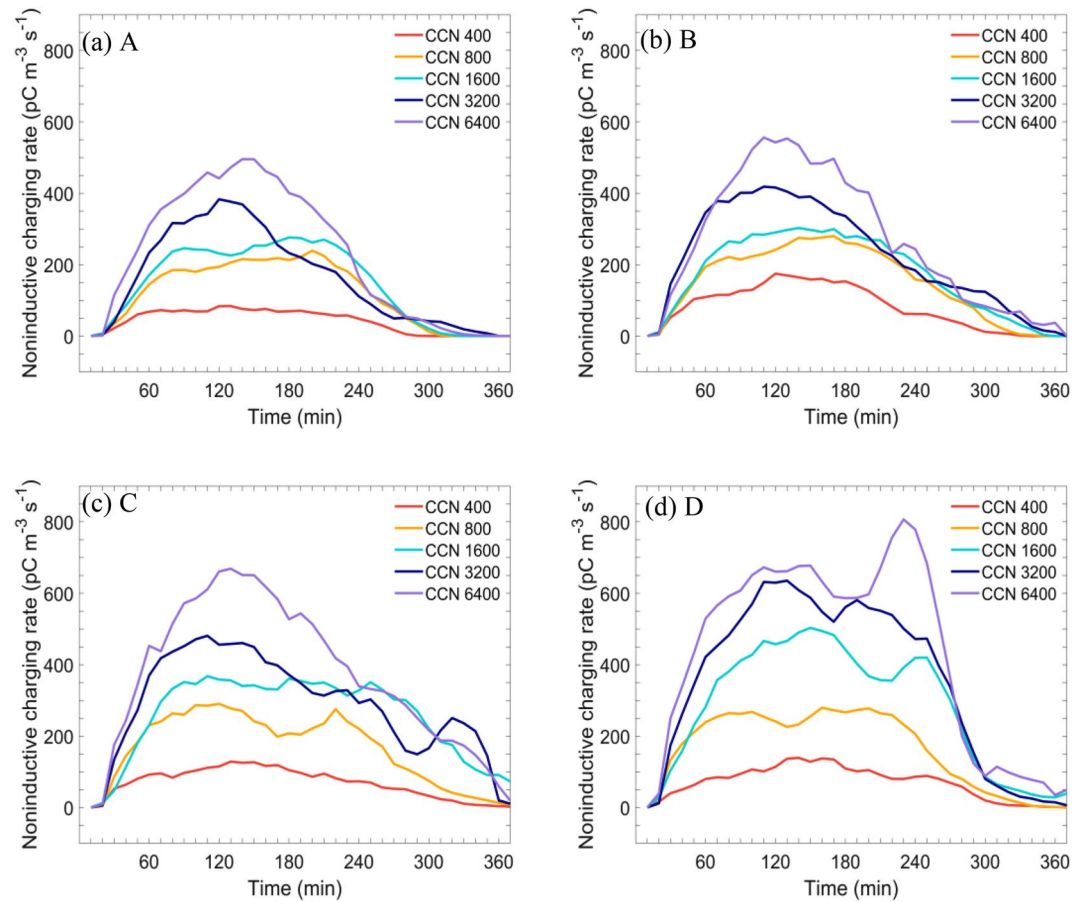 (a) A
CCN 400
CCN 800
CCN 1600
CCN 3200
CCN 6400
Noninductive charging rate (pC m⁻³ s⁻¹)
800
600
400
200
0
60 120 180 240 300 360
Time (min)
(b) B
CCN 400
CCN 800
CCN 1600
CCN 3200
CCN 6400
Noninductive charging rate (pC m⁻³ s⁻¹)
800
600
400
200
0
60 120 180 240 300 360
Time (min)
(c) C
CCN 400
CCN 800
CCN 1600
CCN 3200
CCN 6400
Noninductive charging rate (pC m⁻³ s⁻¹)
800
600
400
200
0
60 120 180 240 300 360
Time (min)
(d) D
CCN 400
CCN 800
CCN 1600
CCN 3200
CCN 6400
Noninductive charging rate (pC m⁻³ s⁻¹)
800
600
400
200
0
60 120 180 240 300 360
Time (min)